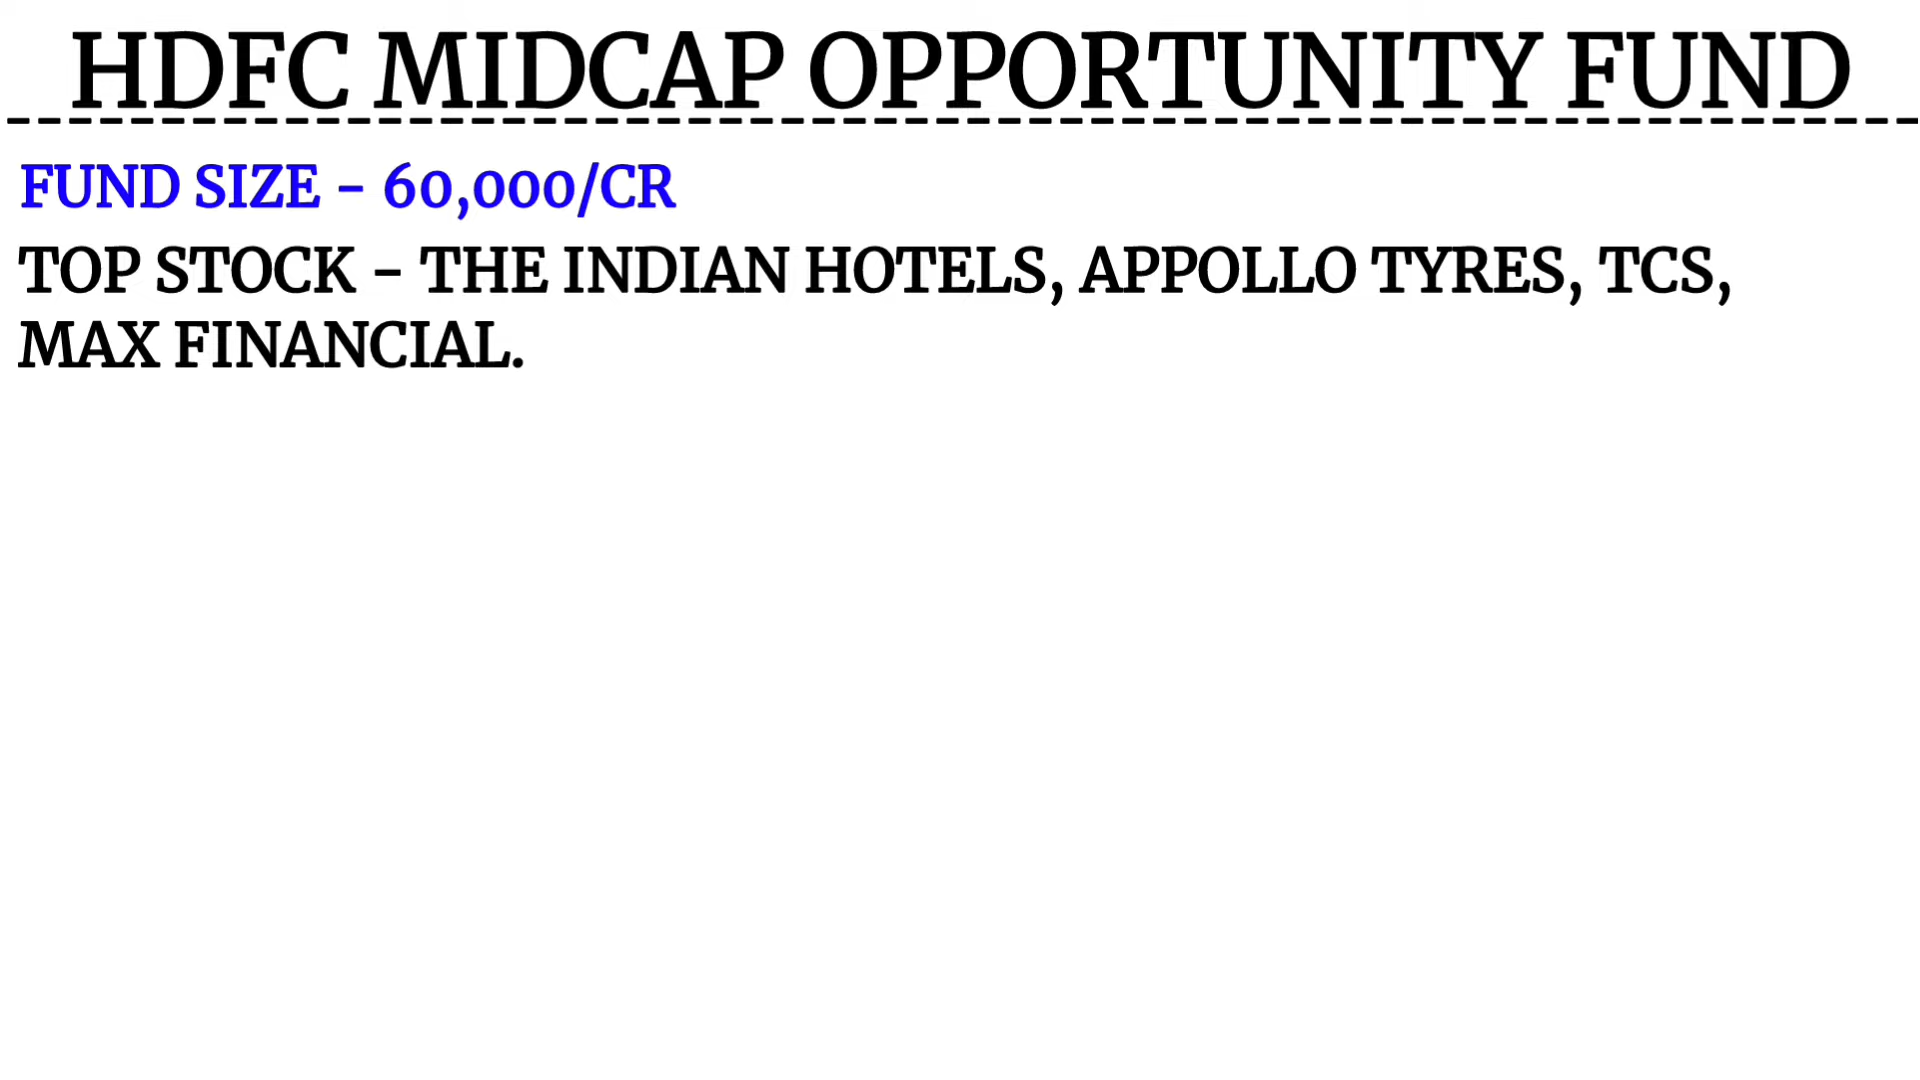 HDFC MIDCAP OPPORTUNITY FUND
FUND SIZE - 60,000/CR
TOP STOCK - THE INDIAN HOTELS, APPOLLO TYRES, TCS,
MAX FINANCIAL.